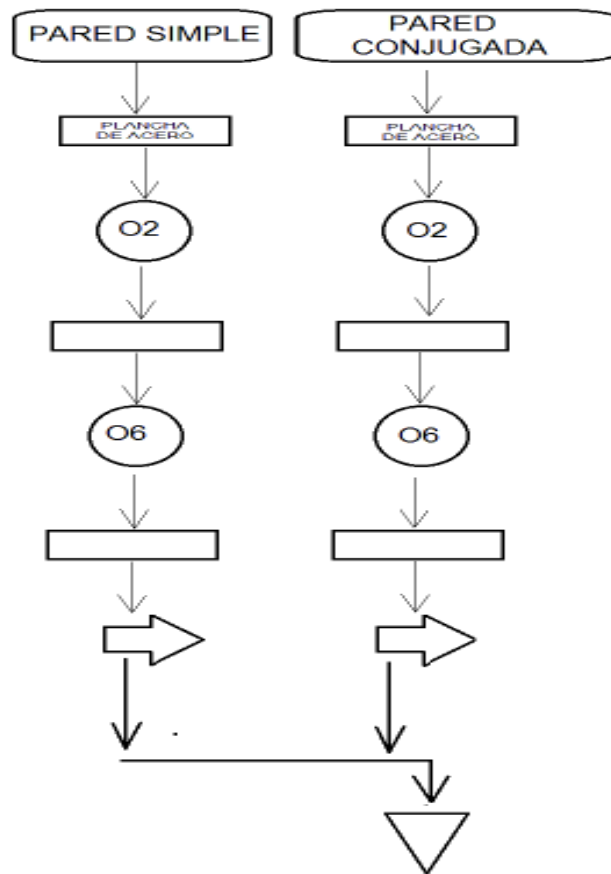 PARED SIMPLE
PARED
CONJUGADA
PLANCHA
DE ACERO
PLANCHA
DE ACERO
O2
O2
O6
O6